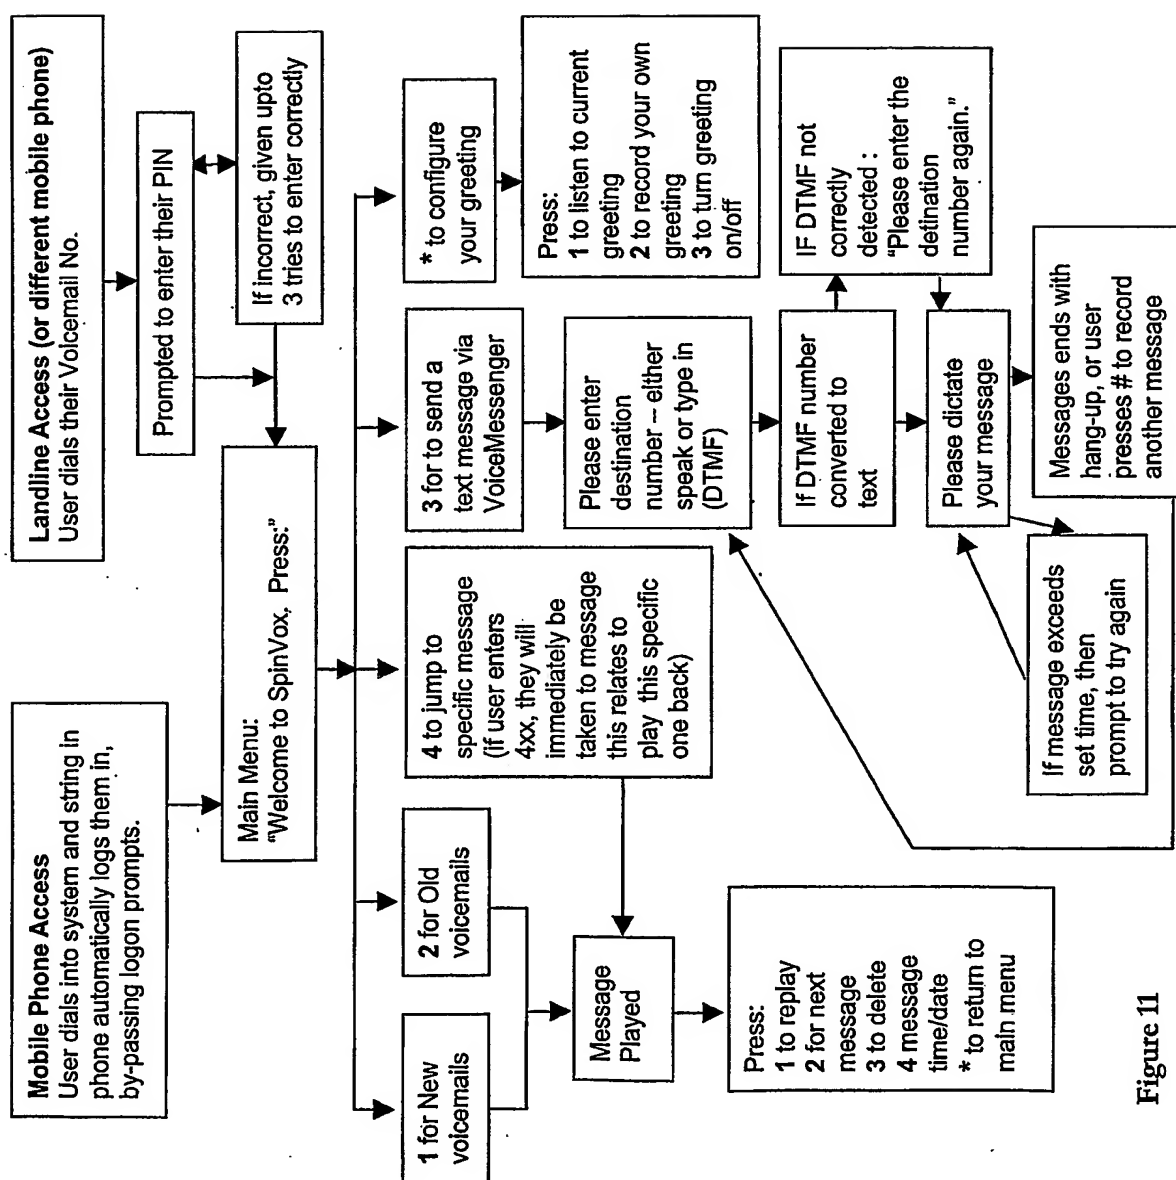 Mobile Phone Access
User dials into system and string in
phone automatically logs them in,
by-passing logon prompts.
Landline Access (or different mobile phone)
User dials their Voicemail No.
Prompted to enter their PIN
If incorrect, given upto
3 tries to enter correctly
Main Menu:
“Welcome to SpinVox, Press:”
1 for New
voicemails
2 for Old
voicemails
4 to jump to
specific message
(if user enters
4xx, they will
immediately be
taken to message
this relates to
play this specific
one back)
3 for to send a
text message via
VoiceMessenger
* to configure
your greeting
Message
Played
Please enter
destination
number – either
speak or type in
(DTMF)
Press:
1 to listen to current
greeting
2 to record your own
greeting
3 to turn greeting
on/off
Press:
1 to replay
2 for next
message
3 to delete
4 message
time/date
* to return to
main menu
If DTMF number
converted to
text
IF DTMF not
correctly
detected :
“Please enter the
detination
number again.”
Please dictate
your message
If message exceeds
set time, then
prompt to try again
Messages ends with
hang-up, or user
presses # to record
another message
Figure 11